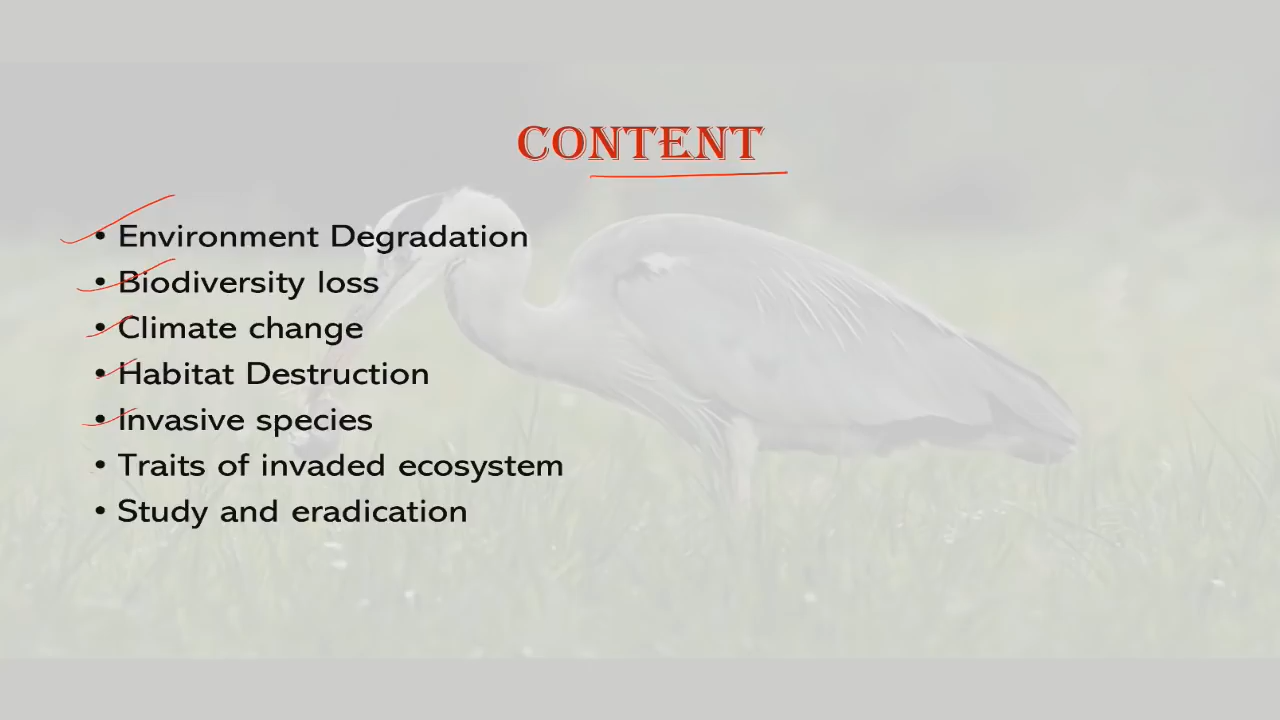 CONTENT
• Environment Degradation
• Biodiversity loss
• Climate change
• Habitat Destruction
• Invasive species
• Traits of invaded ecosystem
• Study and eradication